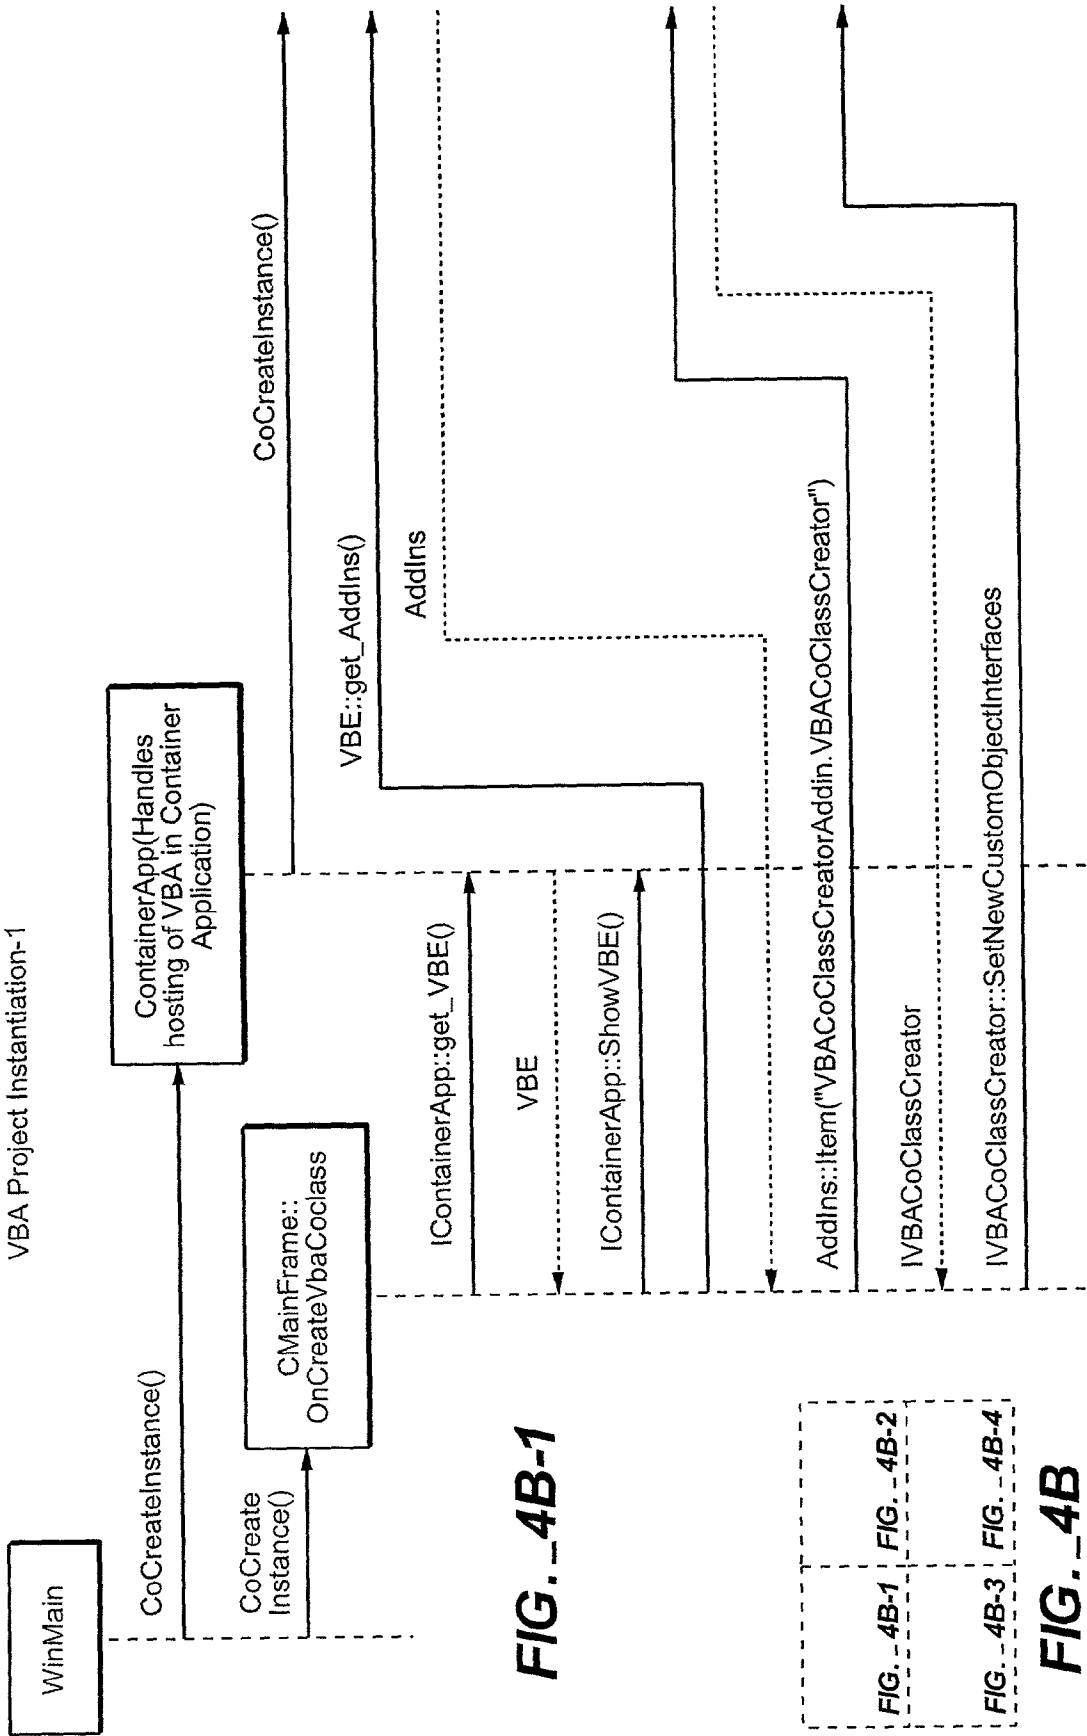 VBA Project Instantiation-1
WinMain
CoCreateInstance()
ContainerApp(Handles
hosting of VBA in Container
Application)
CoCreateInstance()
CoCreate
Instance()
CMainFrame::
OnCreateVbaCoclass
VBE::get_AddIns()
AddIns
IContainerApp::get_VBE()
VBE
IContainerApp::ShowVBE()
AddIns::Item("VBACoClassCreatorAddin.VBACoClassCreator")
IVBACoClassCreator
IVBACoClassCreator::SetNewCustomObjectInterfaces
FIG._4B-1
FIG._4B-1
FIG._4B-2
FIG._4B-3
FIG._4B-4
FIG._4B